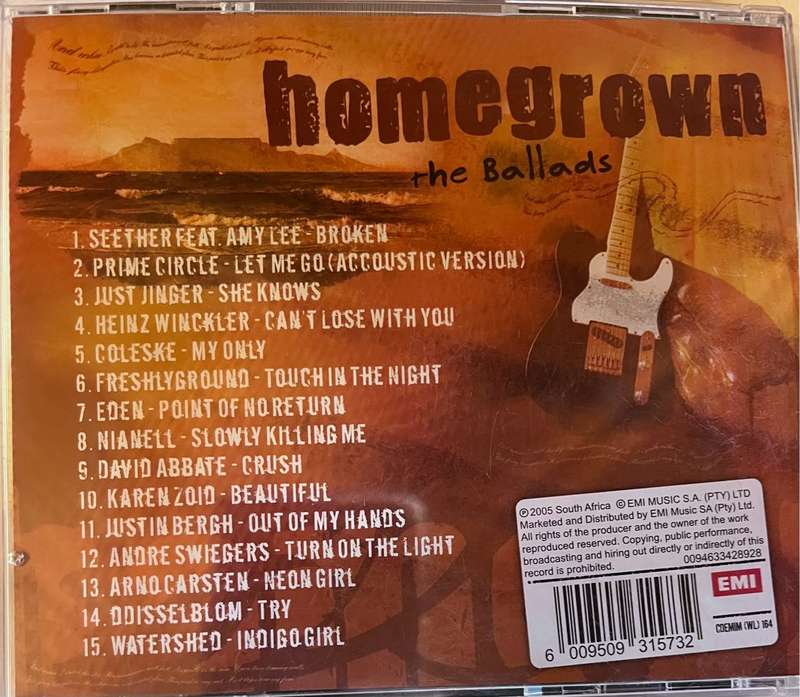 homegrown
the Ballads
1. SEETHER FEAT. AMY LEE - BROKEN
2. PRIME CIRCLE - LET ME GO (ACCOUSTIC VERSION)
3. JUST JINGER - SHE KNOWS
4. HEINZ WINCKLER - CAN'T LOSE WITH YOU
5. COLESKE - MY ONLY
6. FRESHLYGROUND - TOUCH IN THE NIGHT
7. EDEN - POINT OF NO RETURN
8. NIANELL - SLOWLY KILLING ME
9. DAVID ABBATE - CRUSH
10. KAREN ZOID - BEAUTIFUL
11. JUSTIN BERGH - OUT OF MY HANDS
12. ANDRE SWIEGERS - TURN ON THE LIGHT
13. ARNO CARSTEN - NEON GIRL
14. ODISSELBLOM - TRY
15. WATERSHED - INDIGO GIRL
℗ 2005 South Africa © EMI MUSIC S.A. (PTY) LTD
Marketed and Distributed by EMI Music SA (Pty) Ltd.
All rights of the producer and the owner of the work
reproduced reserved. Copying, public performance,
broadcasting and hiring out directly or indirectly of this
record is prohibited. 0094633428928
EMI
CDEMIM (WL) 164
6 009509 315732